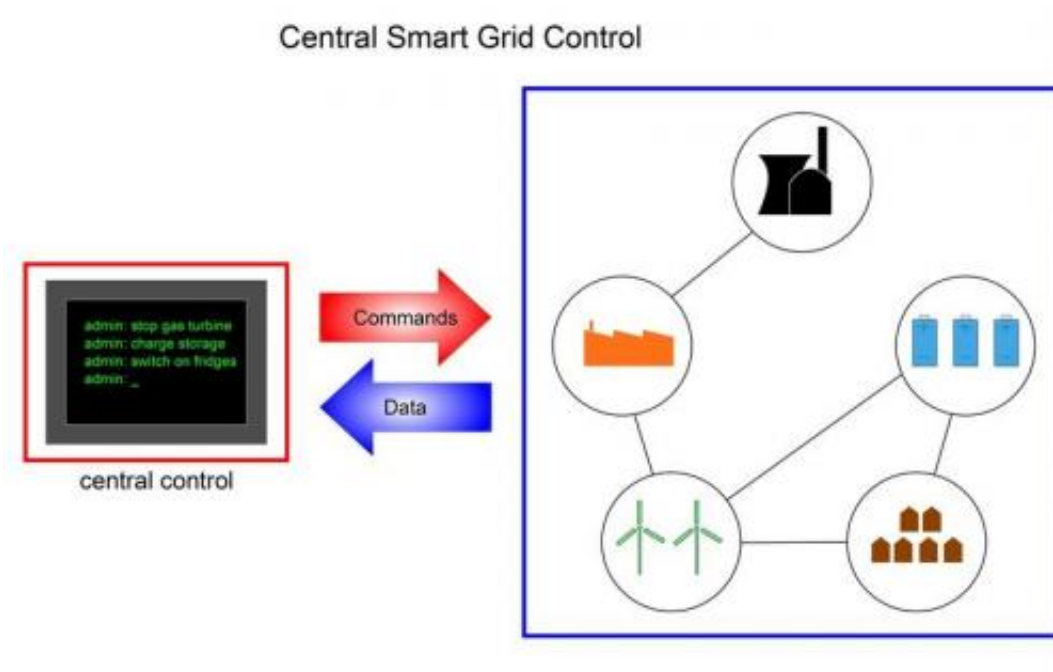 Central Smart Grid Control
admin: stop gas turbine
admin: charge storage
admin: switch on fridges
admin: _
central control
Commands
Data